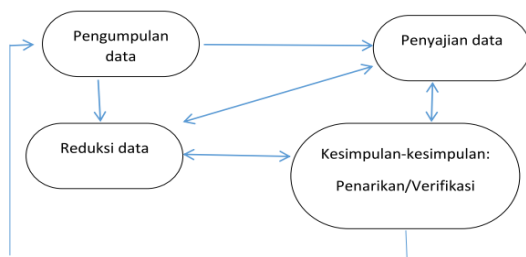 Pengumpulan
data
Penyajian data
Reduksi data
Kesimpulan-kesimpulan:
Penarikan/Verifikasi